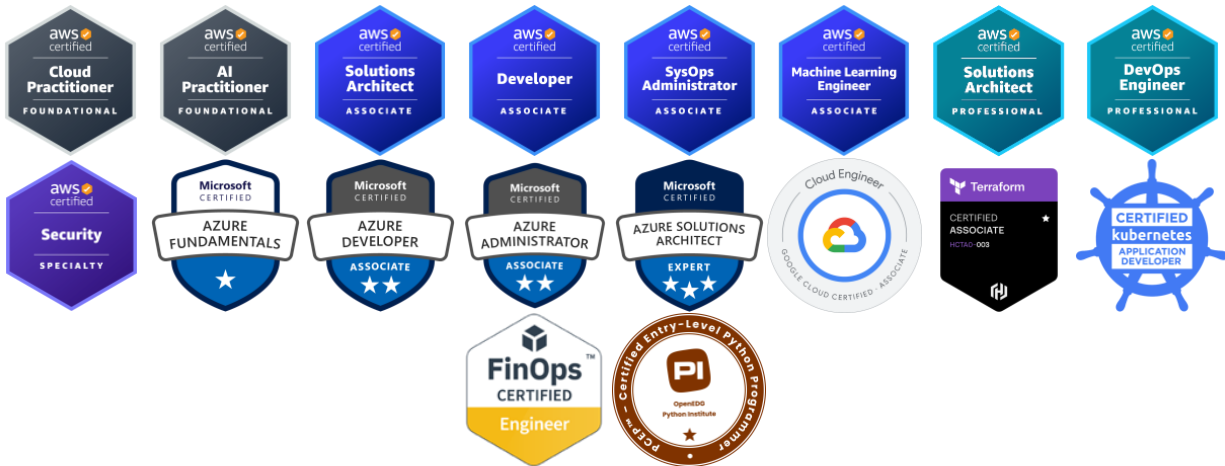 aws
certified
Cloud
Practitioner
FOUNDATIONAL
aws
certified
AI
Practitioner
FOUNDATIONAL
aws
certified
Solutions
Architect
ASSOCIATE
aws
certified
Developer
ASSOCIATE
aws
certified
SysOps
Administrator
ASSOCIATE
aws
certified
Machine Learning
Engineer
ASSOCIATE
aws
certified
Solutions
Architect
PROFESSIONAL
aws
certified
DevOps
Engineer
PROFESSIONAL
aws
certified
Security
SPECIALTY
Microsoft
CERTIFIED
AZURE
FUNDAMENTALS
Microsoft
CERTIFIED
AZURE
DEVELOPER
ASSOCIATE
Microsoft
CERTIFIED
AZURE
ADMINISTRATOR
ASSOCIATE
Microsoft
CERTIFIED
AZURE SOLUTIONS
ARCHITECT
EXPERT
Cloud Engineer
GOOGLE CLOUD CERTIFIED · ASSOCIATE
Terraform
CERTIFIED
ASSOCIATE
HCTA0-003
CERTIFIED
kubernetes
APPLICATION
DEVELOPER
FinOps™
CERTIFIED
Engineer
PCEP™ – Certified Entry-Level Python Programmer
PI
OpenEDG
Python Institute